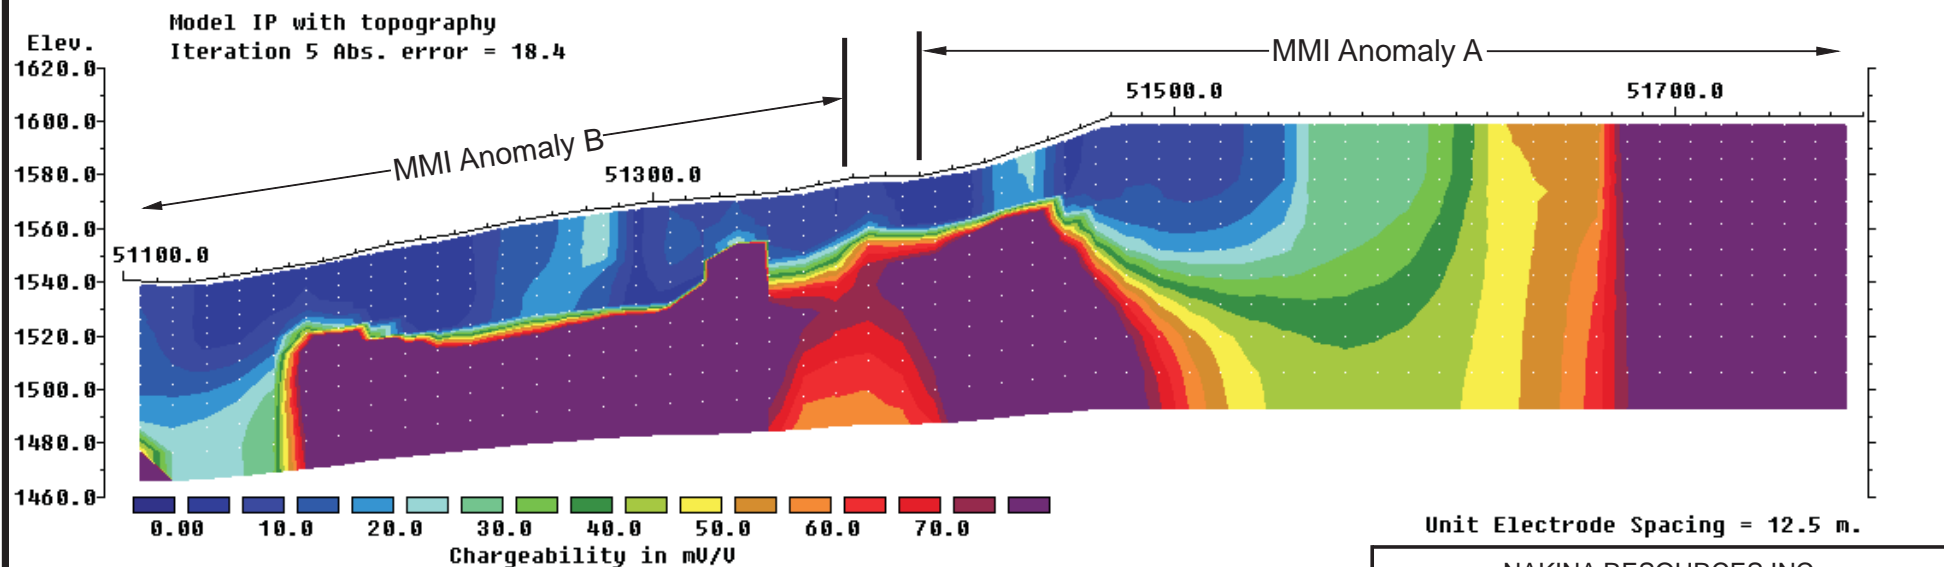 Model IP with topography
Iteration 5 Abs. error = 18.4
Elev.
1620.0
1600.0
1580.0
1560.0
1540.0
1520.0
1500.0
1480.0
1460.0
MMI Anomaly B
MMI Anomaly A
51100.0
51300.0
51500.0
51700.0
0.00 10.0 20.0 30.0 40.0 50.0 60.0 70.0
Chargeability in mV/V
Unit Electrode Spacing = 12.5 m.
NAKINA RESOURCES INC